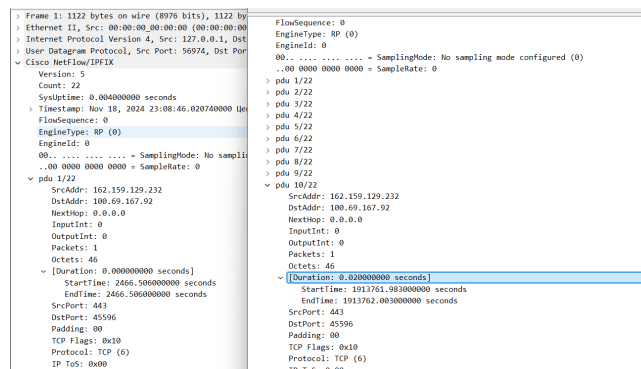 Frame 1: 1122 bytes on wire (8976 bits), 1122 by
Ethernet II, Src: 00:00:00_00:00:00 (00:00:00:00
Internet Protocol Version 4, Src: 127.0.0.1, Dst
User Datagram Protocol, Src Port: 56974, Dst Por
Cisco NetFlow/IPFIX
Version: 5
Count: 22
SysUptime: 0.004000000 seconds
Timestamp: Nov 18, 2024 23:08:46.020740000 Цен
FlowSequence: 0
EngineType: RP (0)
EngineId: 0
00.. .... .... .... = SamplingMode: No sampli
..00 0000 0000 0000 = SampleRate: 0
pdu 1/22
SrcAddr: 162.159.129.232
DstAddr: 100.69.167.92
NextHop: 0.0.0.0
InputInt: 0
OutputInt: 0
Packets: 1
Octets: 46
[Duration: 0.000000000 seconds]
StartTime: 2466.506000000 seconds
EndTime: 2466.506000000 seconds
SrcPort: 443
DstPort: 45596
Padding: 00
TCP Flags: 0x10
Protocol: TCP (6)
IP ToS: 0x00
FlowSequence: 0
EngineType: RP (0)
EngineId: 0
00.. .... .... .... = SamplingMode: No sampling mode configured (0)
..00 0000 0000 0000 = SampleRate: 0
pdu 1/22
pdu 2/22
pdu 3/22
pdu 4/22
pdu 5/22
pdu 6/22
pdu 7/22
pdu 8/22
pdu 9/22
pdu 10/22
SrcAddr: 162.159.129.232
DstAddr: 100.69.167.92
NextHop: 0.0.0.0
InputInt: 0
OutputInt: 0
Packets: 1
Octets: 46
[Duration: 0.020000000 seconds]
StartTime: 1913761.983000000 seconds
EndTime: 1913762.003000000 seconds
SrcPort: 443
DstPort: 45596
Padding: 00
TCP Flags: 0x10
Protocol: TCP (6)
IP ToS: 0x00